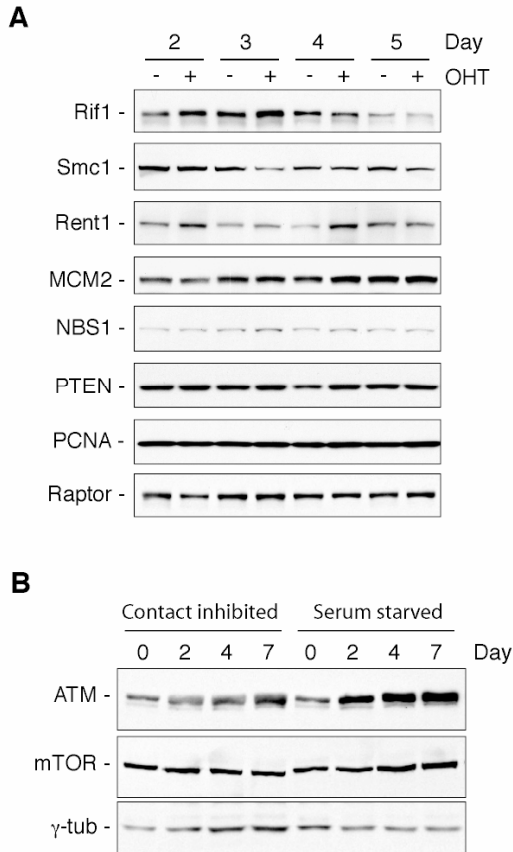 A
2 3 4 5 Day
- + - + - + - + OHT
Rif1 -
Smc1 -
Rent1 -
MCM2 -
NBS1 -
PTEN -
PCNA -
Raptor -
B
Contact inhibited Serum starved
0 2 4 7 0 2 4 7 Day
ATM -
mTOR -
γ-tub -